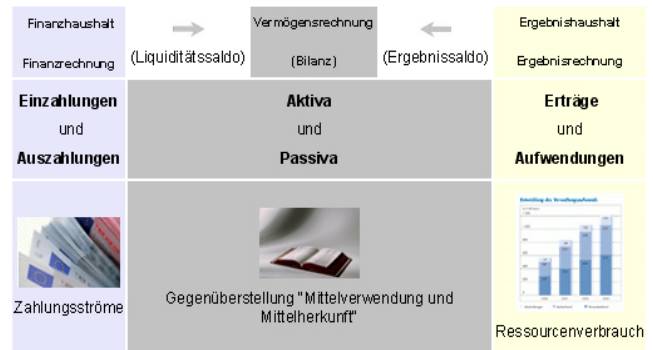 Finanzhaushalt
Finanzrechnung
(Liquiditätssaldo)
Vermögensrechnung
(Bilanz)
(Ergebnissaldo)
Ergebnishaushalt
Ergebnisrechnung
Einzahlungen
und
Auszahlungen
Aktiva
und
Passiva
Erträge
und
Aufwendungen
Zahlungsströme
Gegenüberstellung "Mittelverwendung und
Mittelherkunft"
Ressourcenverbrauch